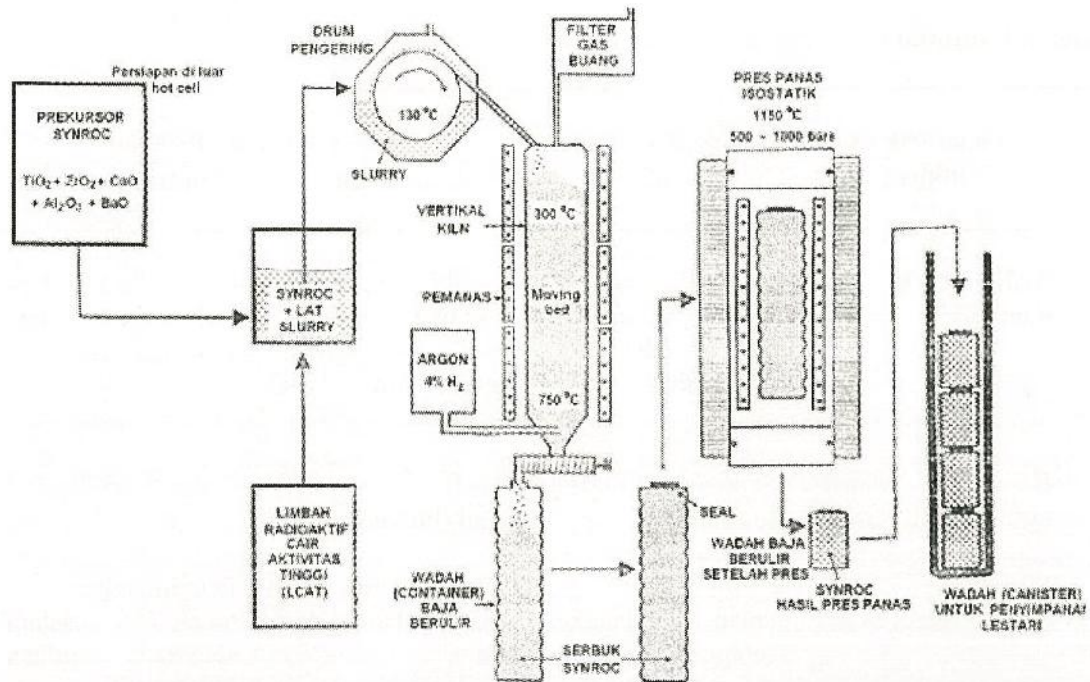 DRUM
PENGERING
Persiapan di luar
hot cell
PREKURSOR
SYNROC
TiO2 + ZrO2 + CaO
+ Al2O3 + BaO
130 °C
SLURRY
FILTER
GAS
BUANG
PRES PANAS
ISOSTATIK
1150 °C
500 - 1000 bars
VERTIKAL
KILN
300 °C
SYNROC
+ LAT
SLURRY
PEMANAS
Moving
bed
ARGON
4% H2
750 °C
LIMBAH
RADIOAKTIF
CAIR
AKTIVITAS
TINGGI
(LCAT)
WADAH
(CONTAINER)
BAJA
BERULIR
SEAL
WADAH BAJA
BERULIR
SETELAH PRES
SYNROC
HASIL PRES PANAS
WADAH (CANISTER)
UNTUK PENYIMPANA
LESTARI
SERBUK
SYNROC